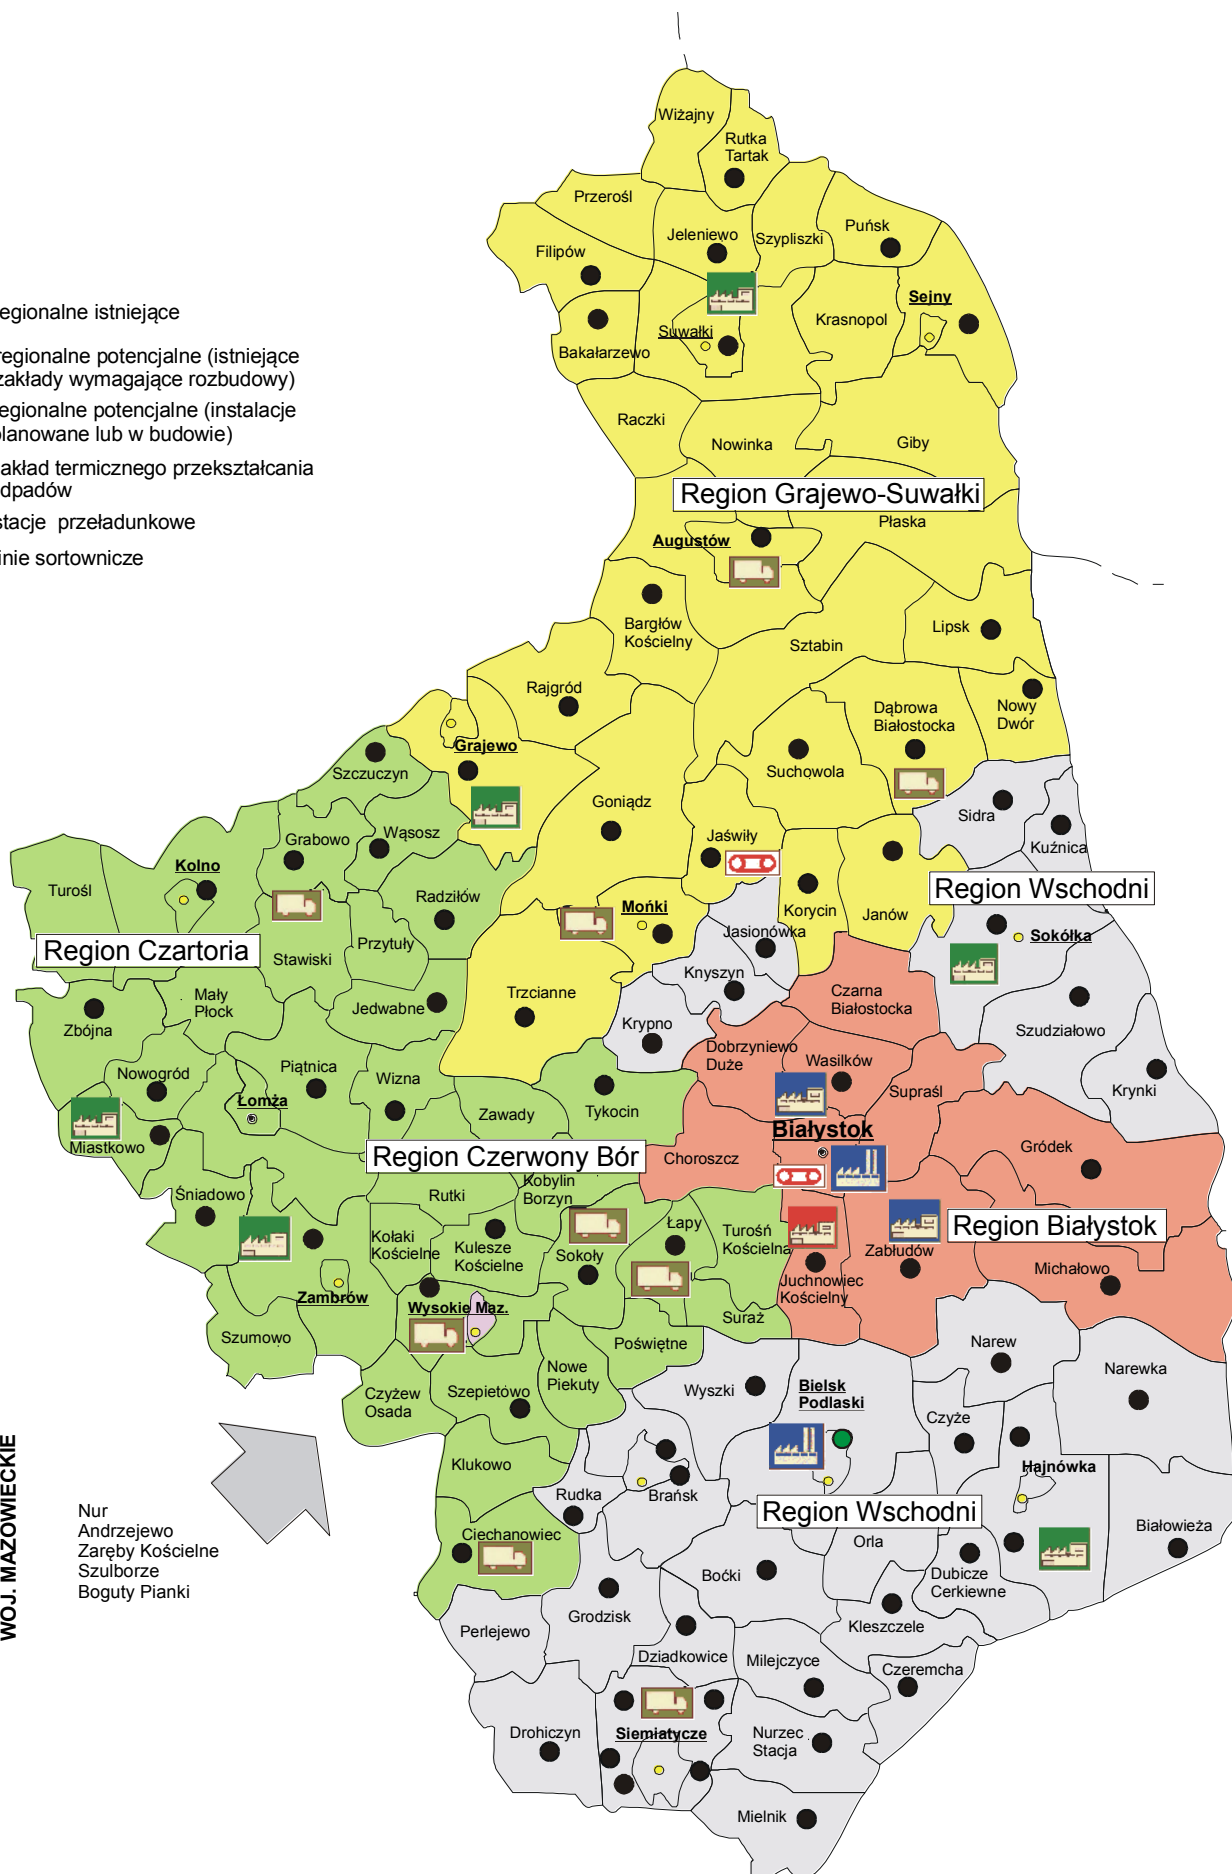 Wiżajny
Rutka
Tartak
Przerośl
Jeleniewo
Szypliszki
Puńsk
Filipów
Sejny
egionalne istniejące
Suwałki
Krasnopol
Bakałarzewo
regionalne potencjalne (istniejące
zakłady wymagające rozbudowy)
egionalne potencjalne (instalacje
lanowane lub w budowie)
Raczki
Nowinka
Giby
akład termicznego przekształcania
dpadów
Region Grajewo-Suwałki
stacje przeładunkowe
Płaska
Augustów
inie sortownicze
Bargłów
Kościelny
Lipsk
Sztabin
Rajgród
Dąbrowa
Białostocka
Nowy
Dwór
Grajewo
Szczuczyn
Suchowola
Goniądz
Sidra
Grabowo
Wąsosz
Jaświły
Kuźnica
Kolno
Turośl
Radziłów
Mońki
Korycin
Janów
Region Wschodni
Region Czartoria
Stawiski
Przytuły
Jasionówka
Sokółka
Knyszyn
Mały
Płock
Jedwabne
Trzcianne
Czarna
Białostocka
Zbójna
Krypno
Szudziałowo
Nowogród
Piątnica
Wizna
Dobrzyniewo
Duże
Wasilków
Supraśl
Krynki
Łomża
Zawady
Tykocin
Miastkowo
Białystok
Region Czerwony Bór
Choroszcz
Gródek
Śniadowo
Rutki
Kobylin
Borzyn
Kołaki
Kościelne
Kulesze
Kościelne
Sokoły
Łapy
Turośń
Kościelna
Zabłudów
Region Białystok
Juchnowiec
Kościelny
Michałowo
Zambrów
Wysokie Maz.
Suraż
Szumowo
Poświętne
Narew
Narewka
Nowe
Piekuty
Czyżew
Osada
Szepietowo
Wyszki
Bielsk
Podlaski
Czyże
Klukowo
Hajnówka
Rudka
Brańsk
Region Wschodni
WOJ. MAZOWIECKIE
Nur
Andrzejewo
Zaręby Kościelne
Szulborze
Boguty Pianki
Ciechanowiec
Orla
Białowieża
Boćki
Dubicze
Cerkiewne
Grodzisk
Kleszczele
Perlejewo
Dziadkowice
Milejczyce
Czeremcha
Drohiczyn
Siemiatycze
Nurzec
Stacja
Mielnik